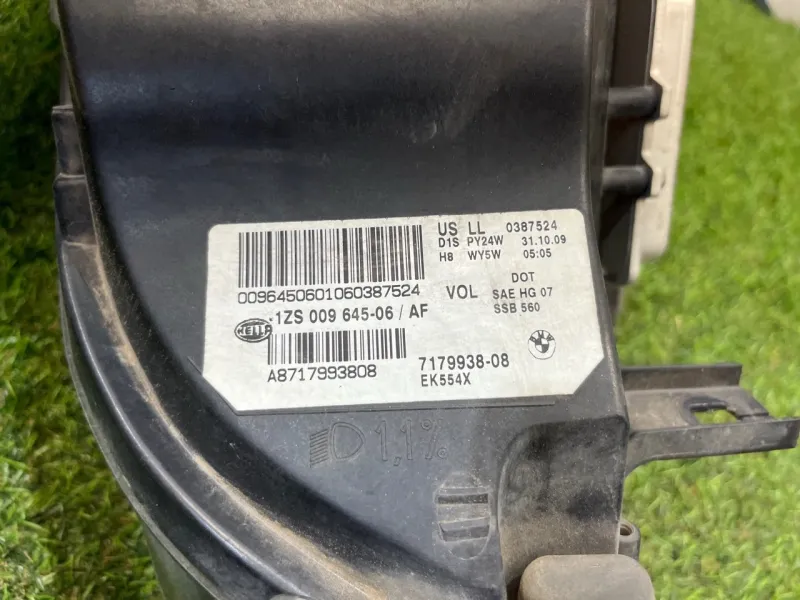 US LL 0387524
D1S PY24W 31.10.09
H8 WY5W 05:05
0096450601060387524
VOL DOT
SAE HG 07
SSB 560
1ZS 009 645-06 / AF
HELLA
A8717993808
7179938-08
EK554X
1,1%